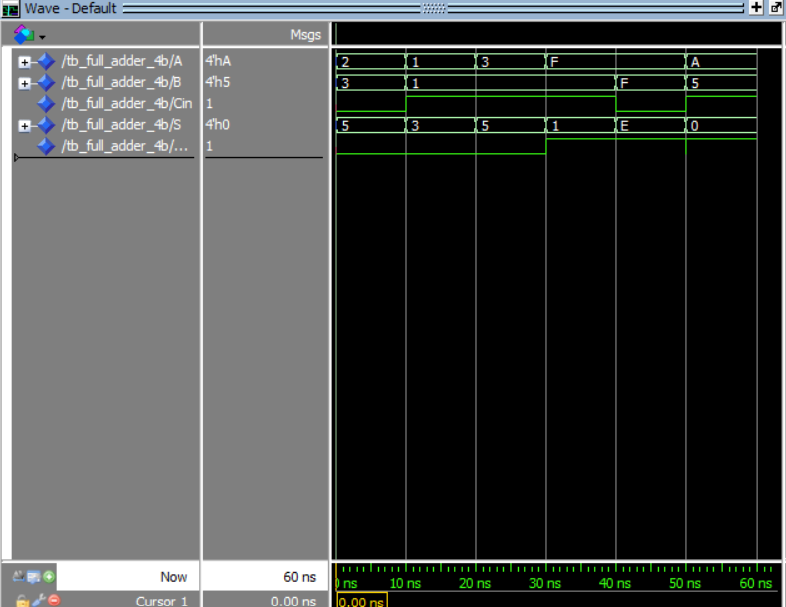 Wave - Default
Msgs
/tb_full_adder_4b/A 4'hA 2 1 3 F A
/tb_full_adder_4b/B 4'h5 3 1 F 5
/tb_full_adder_4b/Cin 1
/tb_full_adder_4b/S 4'h0 5 3 5 1 E 0
/tb_full_adder_4b/... 1
Now 60 ns 0 ns 10 ns 20 ns 30 ns 40 ns 50 ns 60 ns
Cursor 1 0.00 ns 0.00 ns